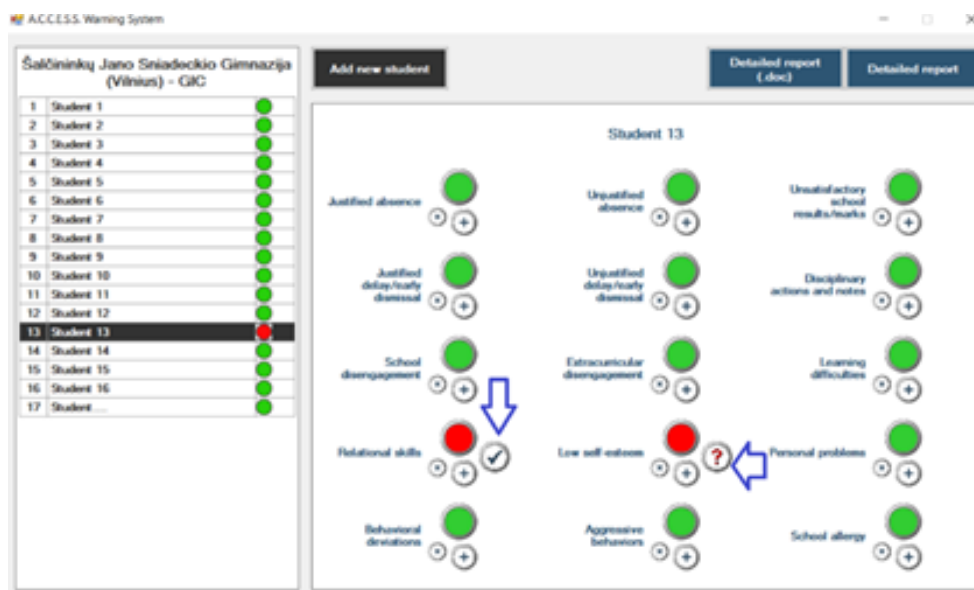 A.C.C.E.S.S. Warning System
Šalčininkų Jano Sniadeckio Gimnazija
(Vilnius) - GIC
1 Student 1
2 Student 2
3 Student 3
4 Student 4
5 Student 5
6 Student 6
7 Student 7
8 Student 8
9 Student 9
10 Student 10
11 Student 11
12 Student 12
13 Student 13
14 Student 14
15 Student 15
16 Student 16
17 Student....
Add new student
Detailed report
(.doc)
Detailed report
Student 13
Justified absence
Unjustified
absence
Unsatisfactory
school
results/marks
Justified
delay/early
dismissal
Unjustified
delay/early
dismissal
Disciplinary
actions and notes
School
disengagement
Extracurricular
disengagement
Learning
difficulties
Relational skills
Low self-esteem
?
Personal problems
Behavioral
deviations
Aggressive
behaviors
School allergy